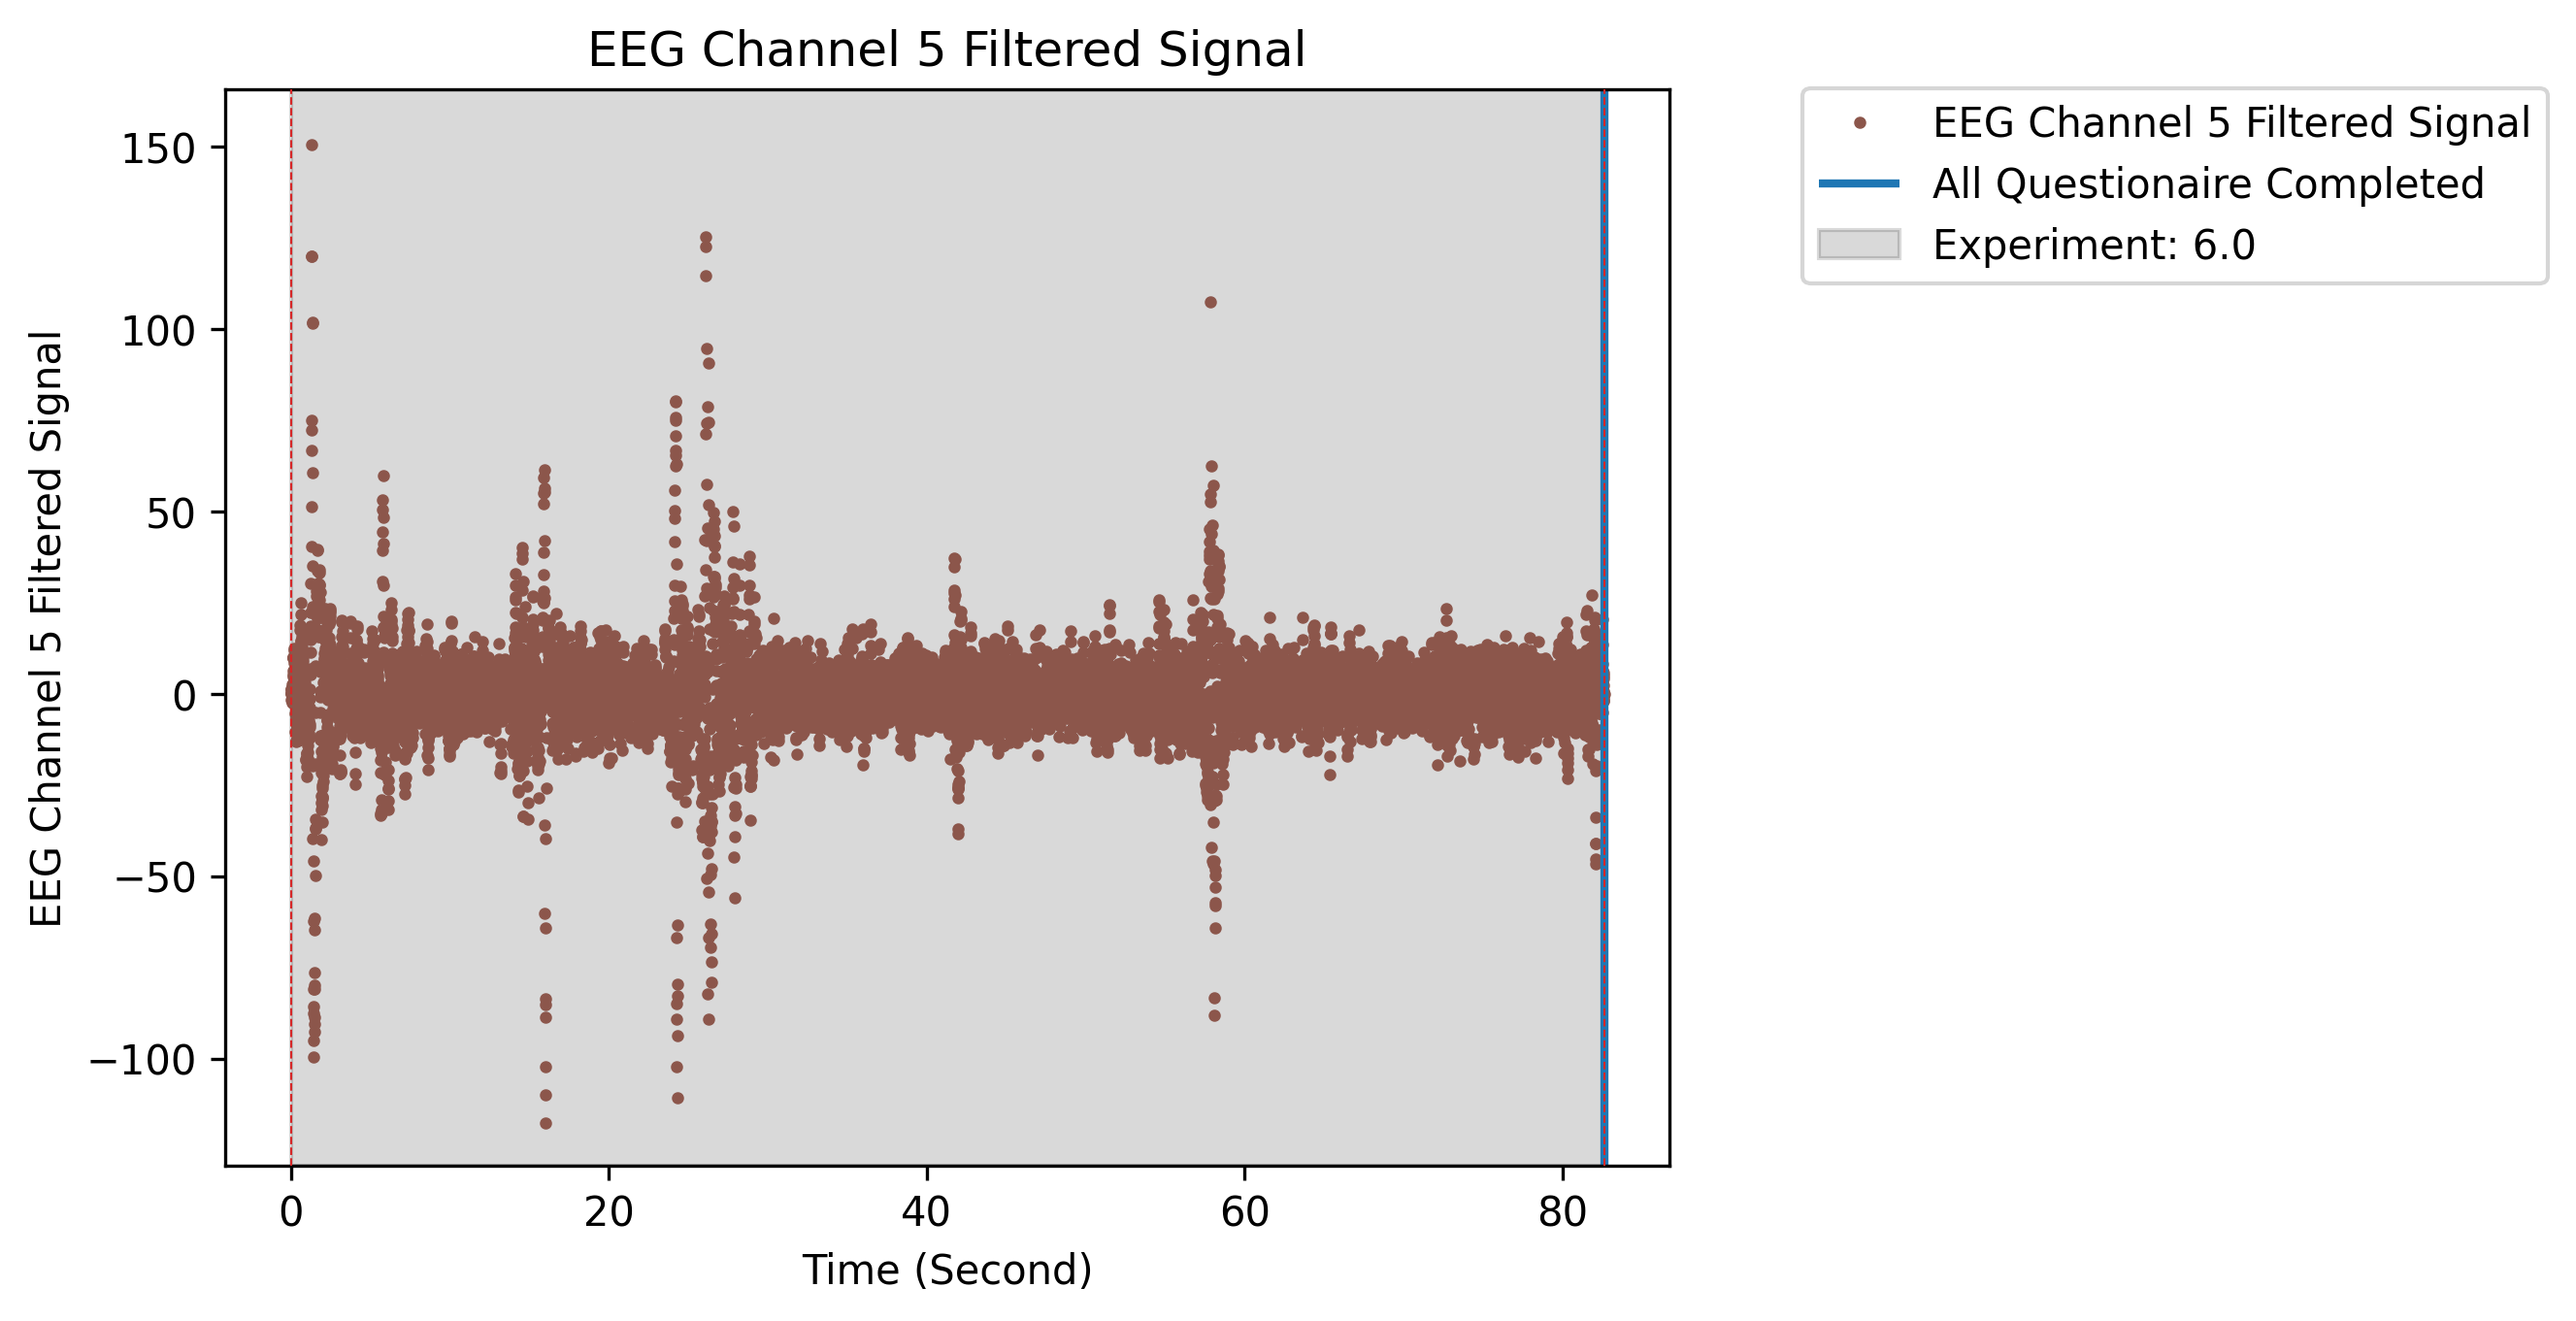 EEG Channel 5 Filtered Signal
EEG Channel 5 Filtered Signal
All Questionaire Completed
Experiment: 6.0
150
100
50
0
−50
−100
EEG Channel 5 Filtered Signal
0 20 40 60 80
Time (Second)